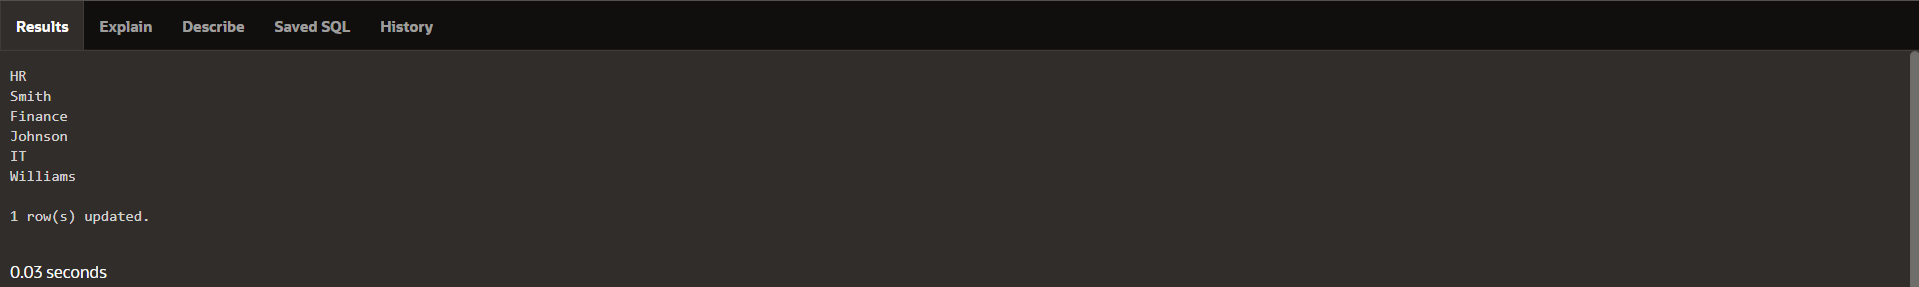 Results Explain Describe Saved SQL History
HR
Smith
Finance
Johnson
IT
Williams
1 row(s) updated.
0.03 seconds